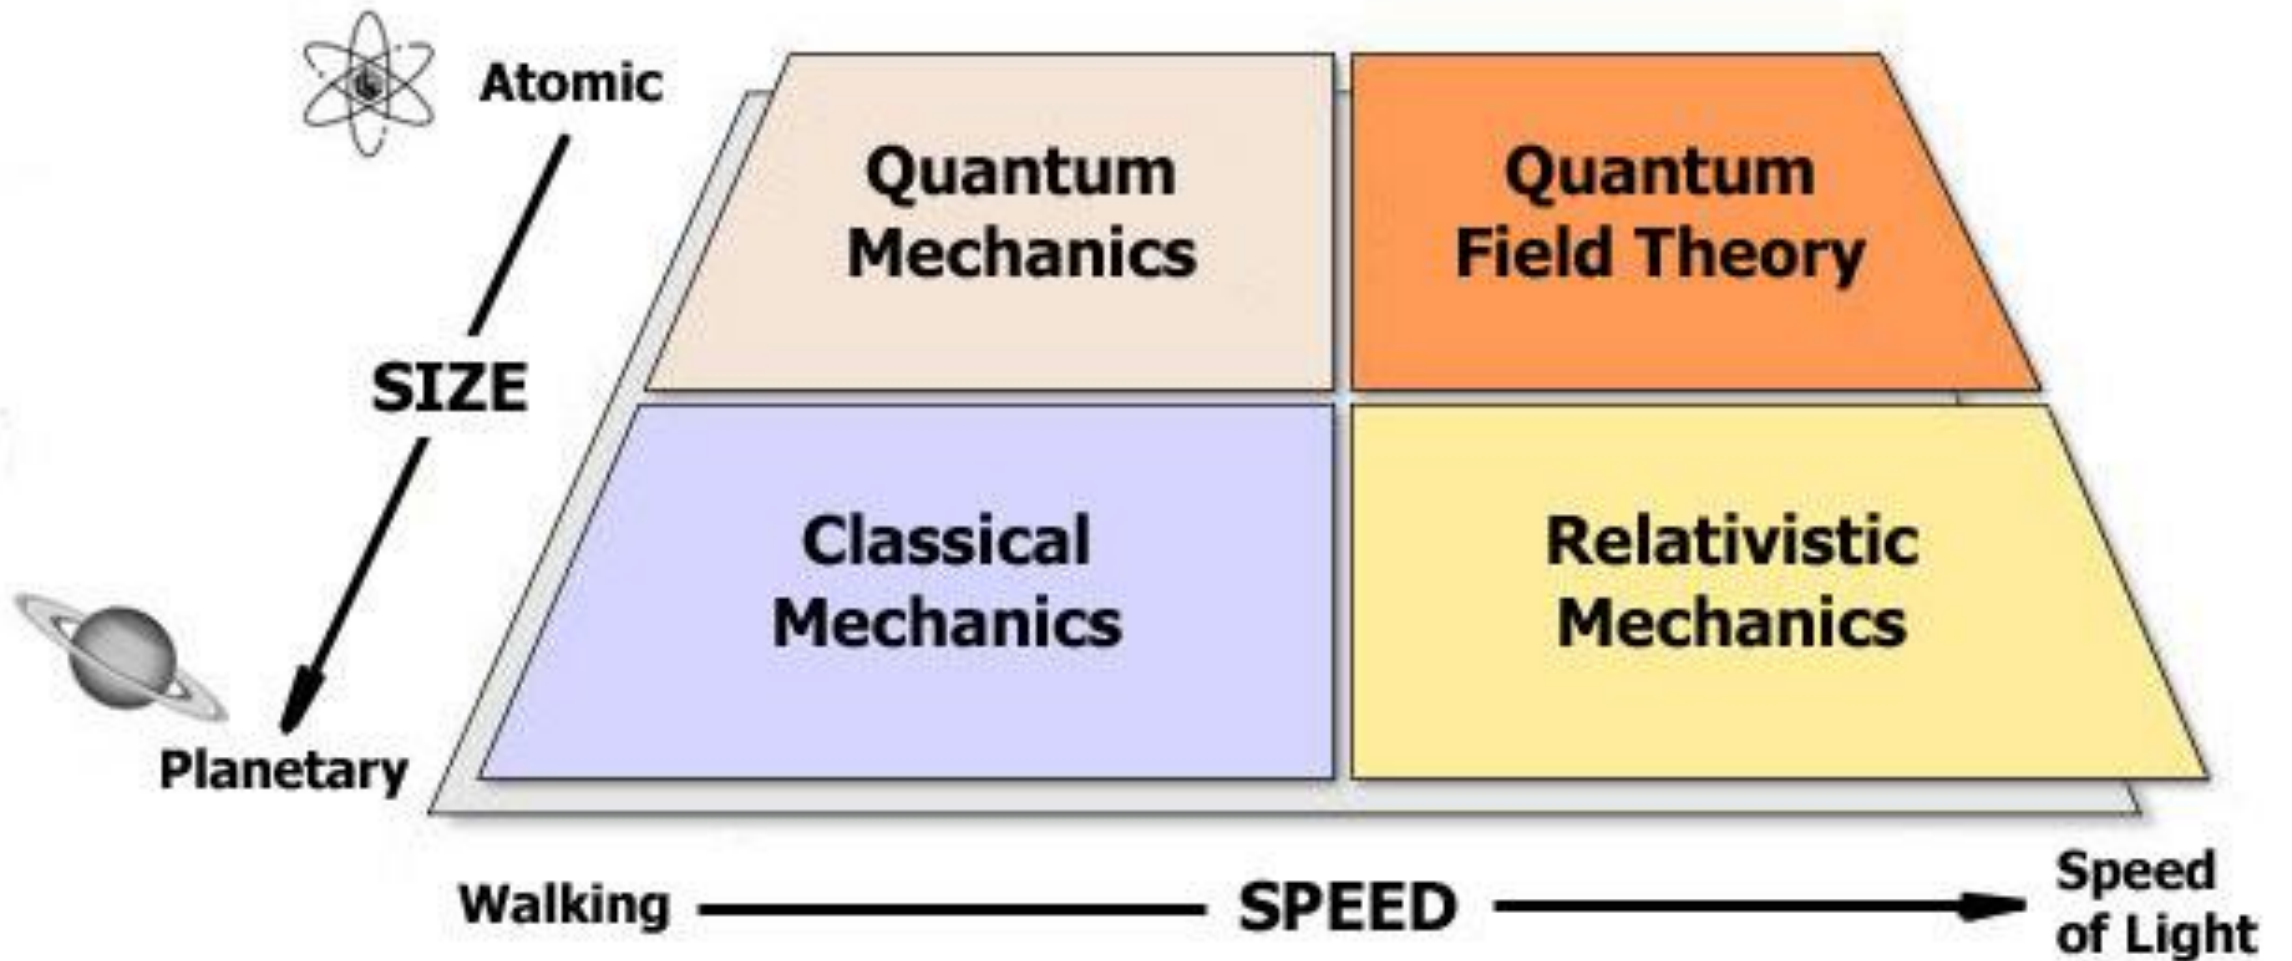 Atomic
Quantum
Mechanics
Quantum
Field Theory
SIZE
Classical
Mechanics
Relativistic
Mechanics
Planetary
Walking
SPEED
Speed
of Light